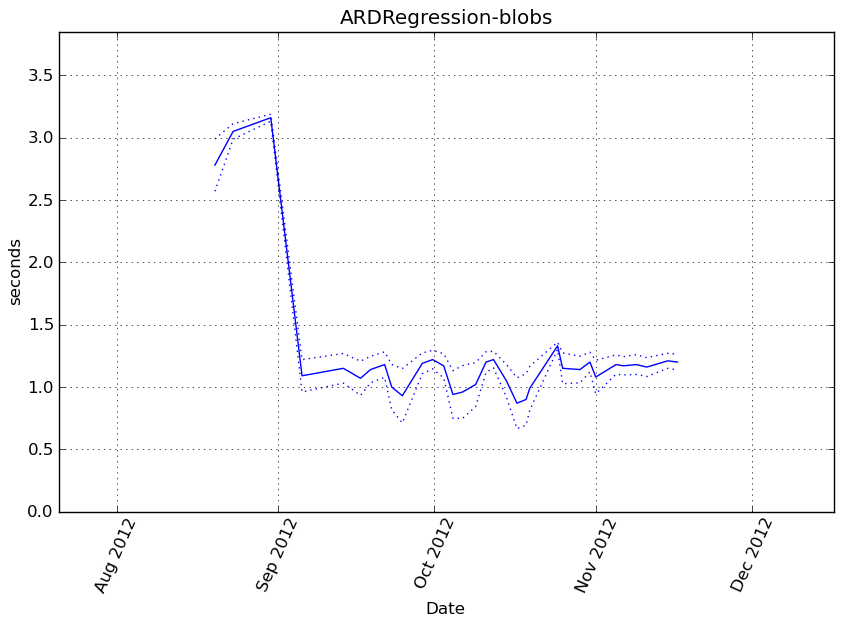 ARDRegression-blobs
3.5
3.0
2.5
2.0
1.5
1.0
0.5
0.0
seconds
Aug 2012
Sep 2012
Oct 2012
Nov 2012
Dec 2012
Date